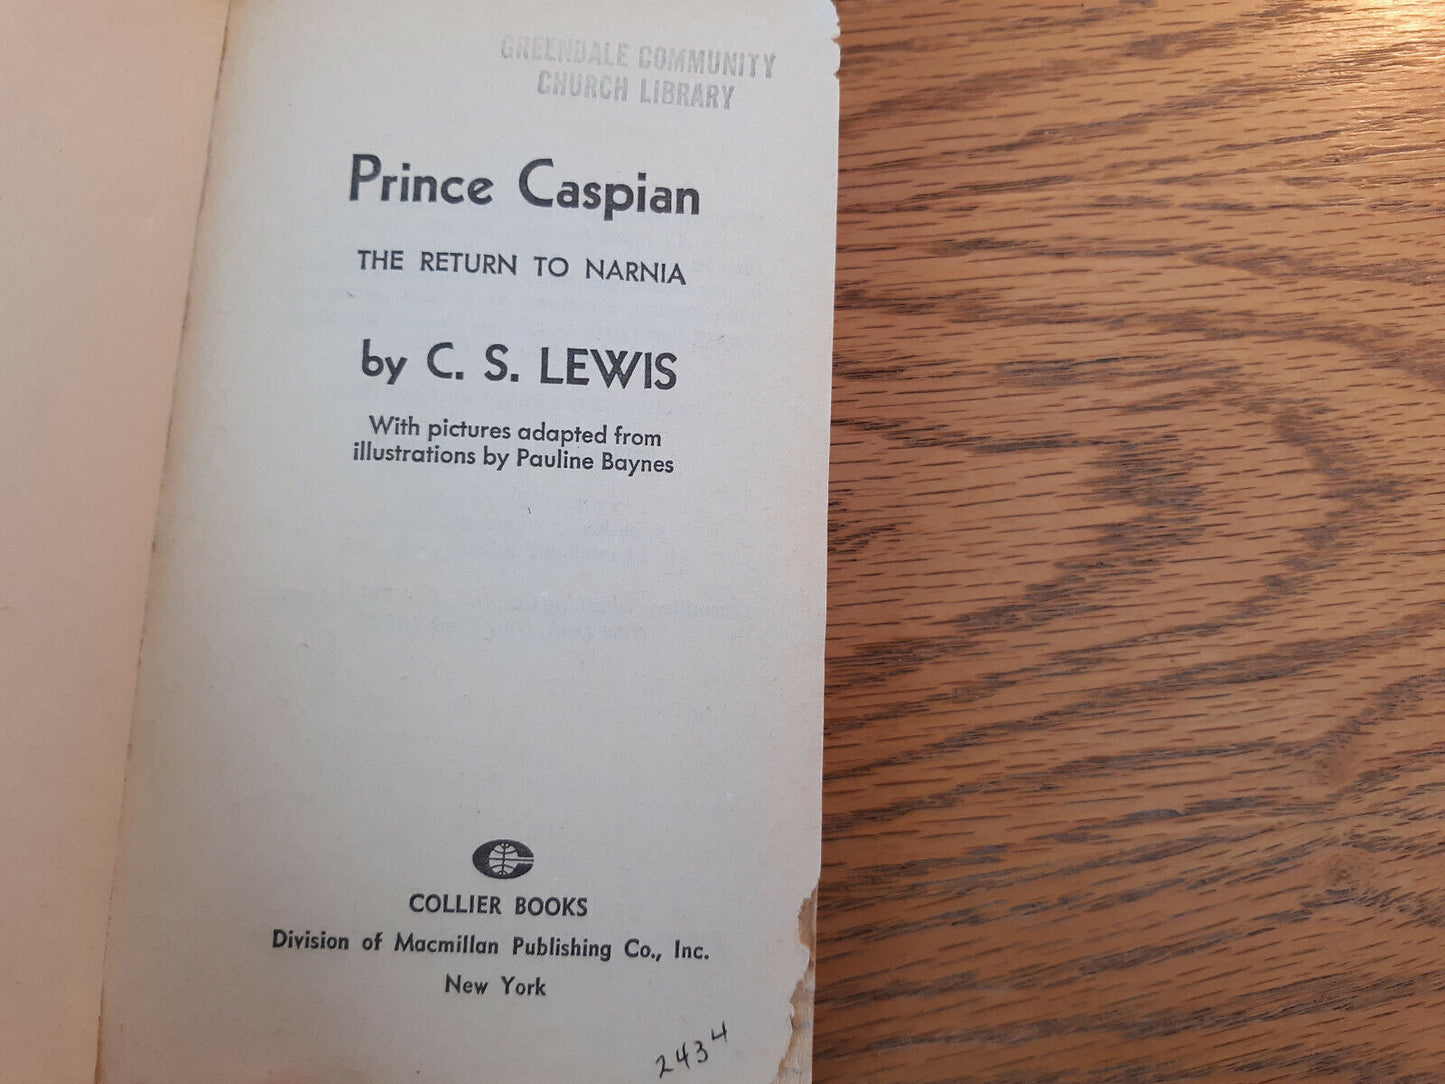 GREENDALE COMMUNITY
CHURCH LIBRARY
Prince Caspian
THE RETURN TO NARNIA
by C. S. LEWIS
With pictures adapted from
illustrations by Pauline Baynes
COLLIER BOOKS
Division of Macmillan Publishing Co., Inc.
New York
2434